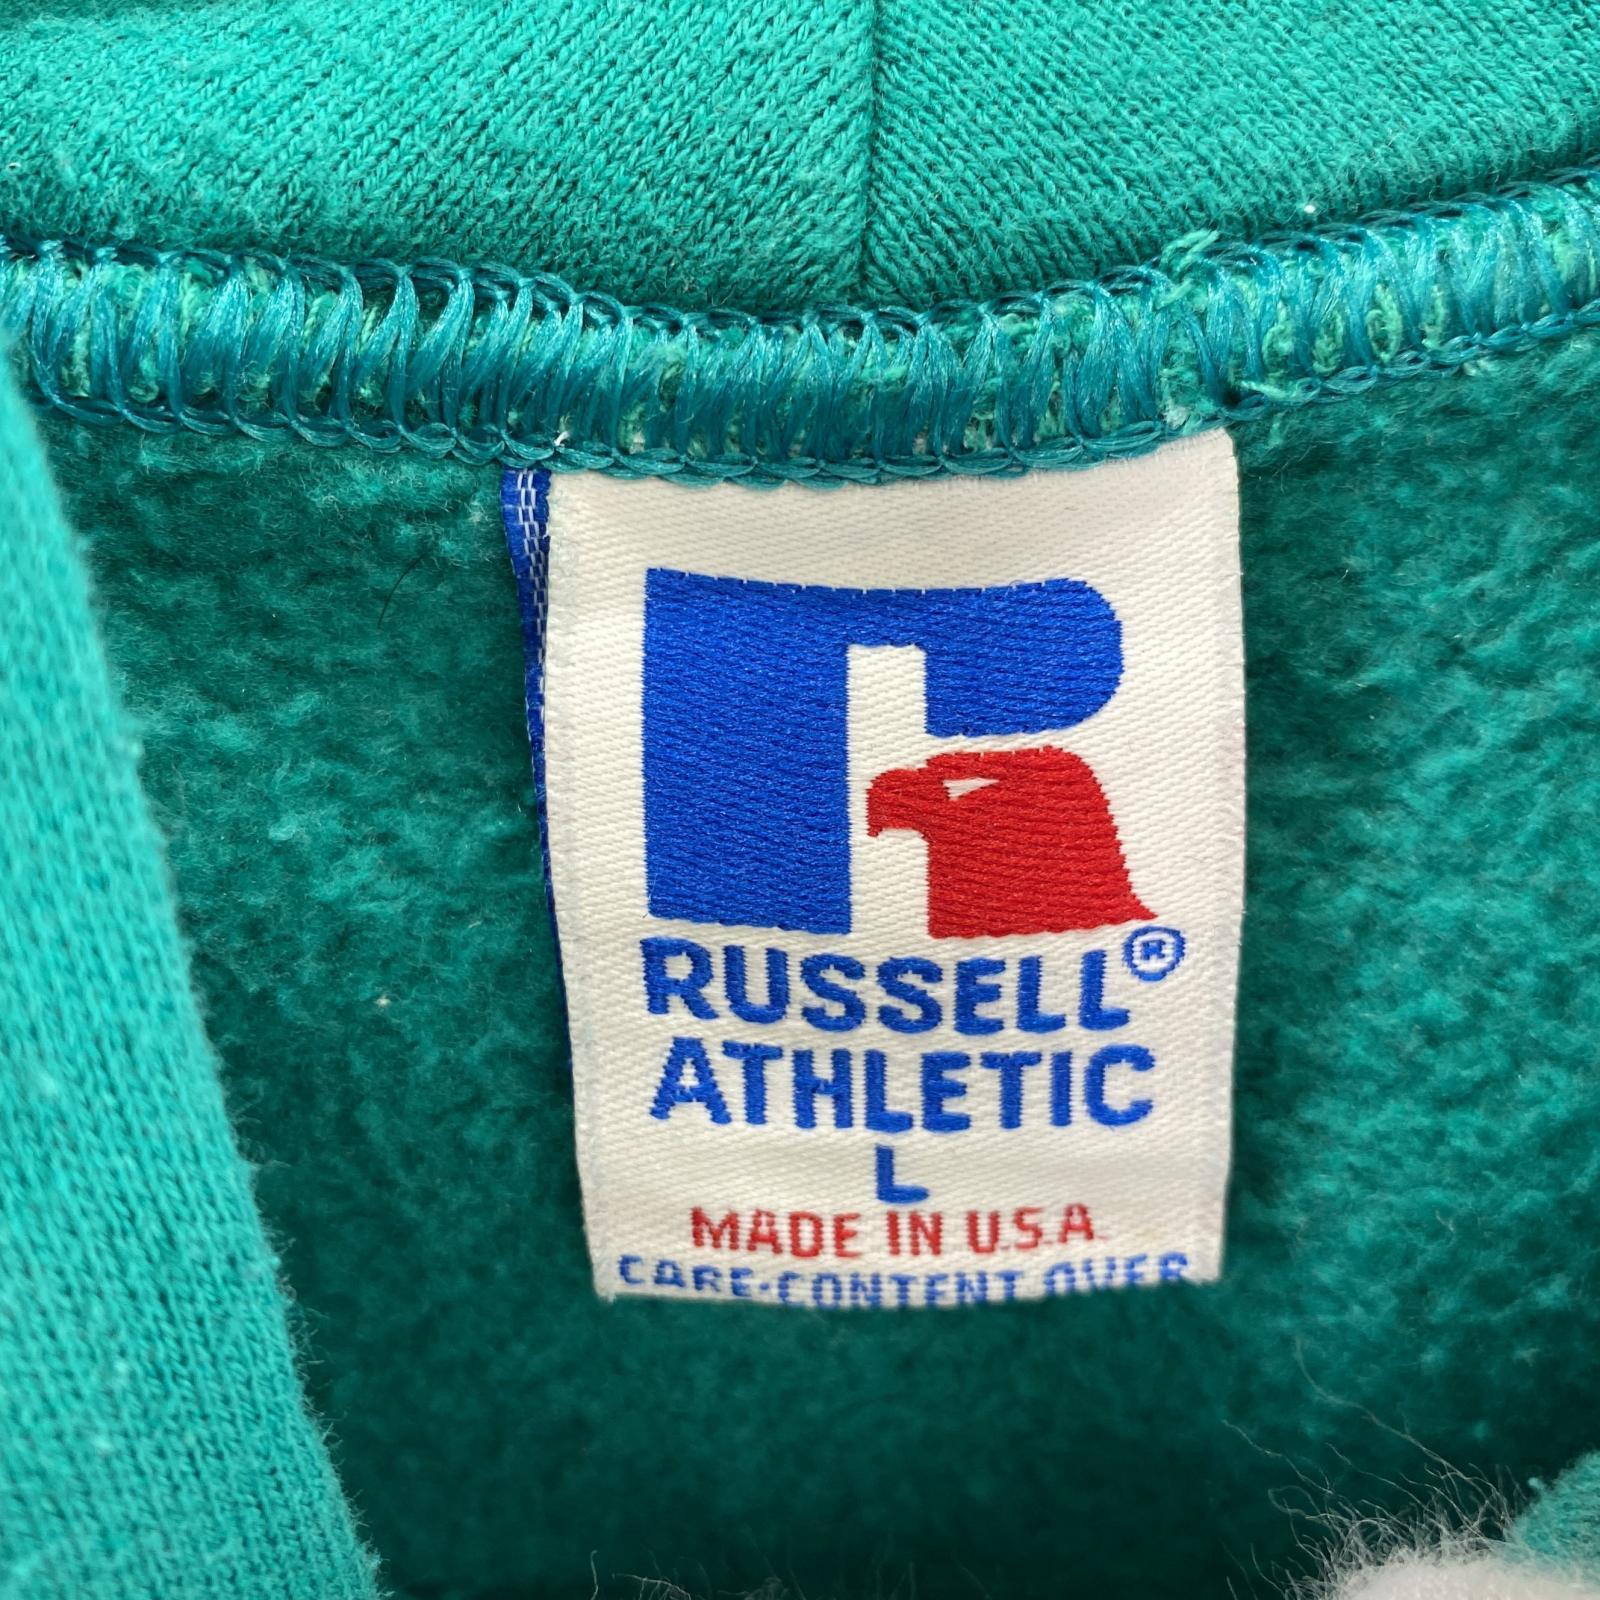 RUSSELL®
ATHLETIC
L
MADE IN U.S.A.
CARE·CONTENT OVER